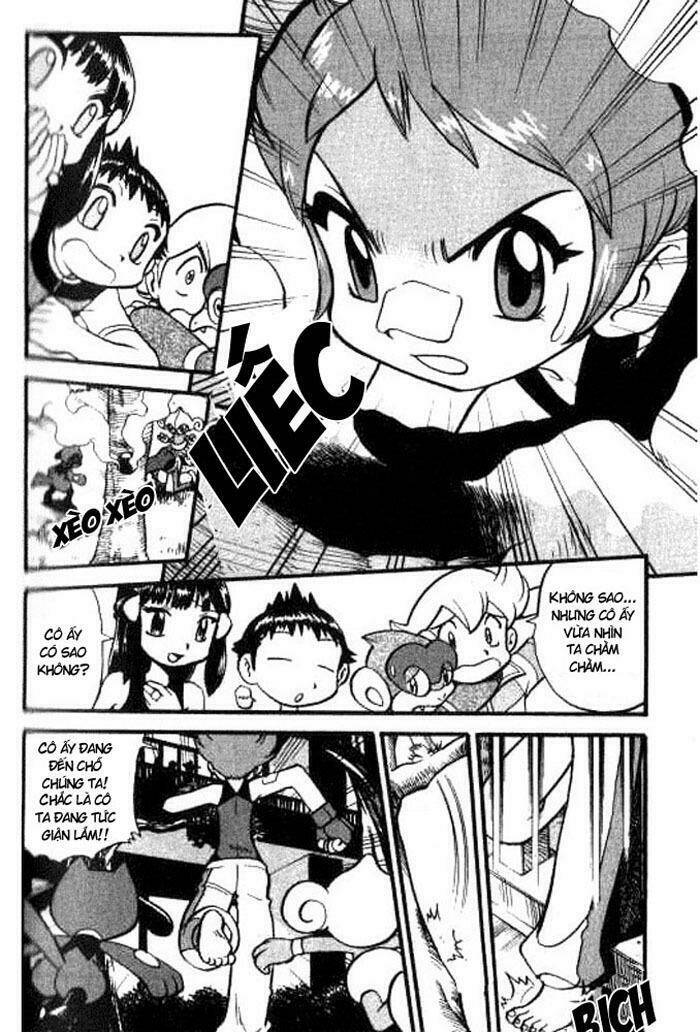 LIẾC
XÈO XÈO
CÔ ẤY
CÓ SAO
KHÔNG?
KHÔNG SAO...
NHƯNG CÔ ẤY
VỪA NHÌN
TA CHẰM
CHẰM...
CÔ ẤY ĐANG
ĐẾN CHỖ
CHÚNG TA!
CHẮC LÀ CÔ
TA ĐANG TỨC
GIẬN LẮM!!
BỊCH